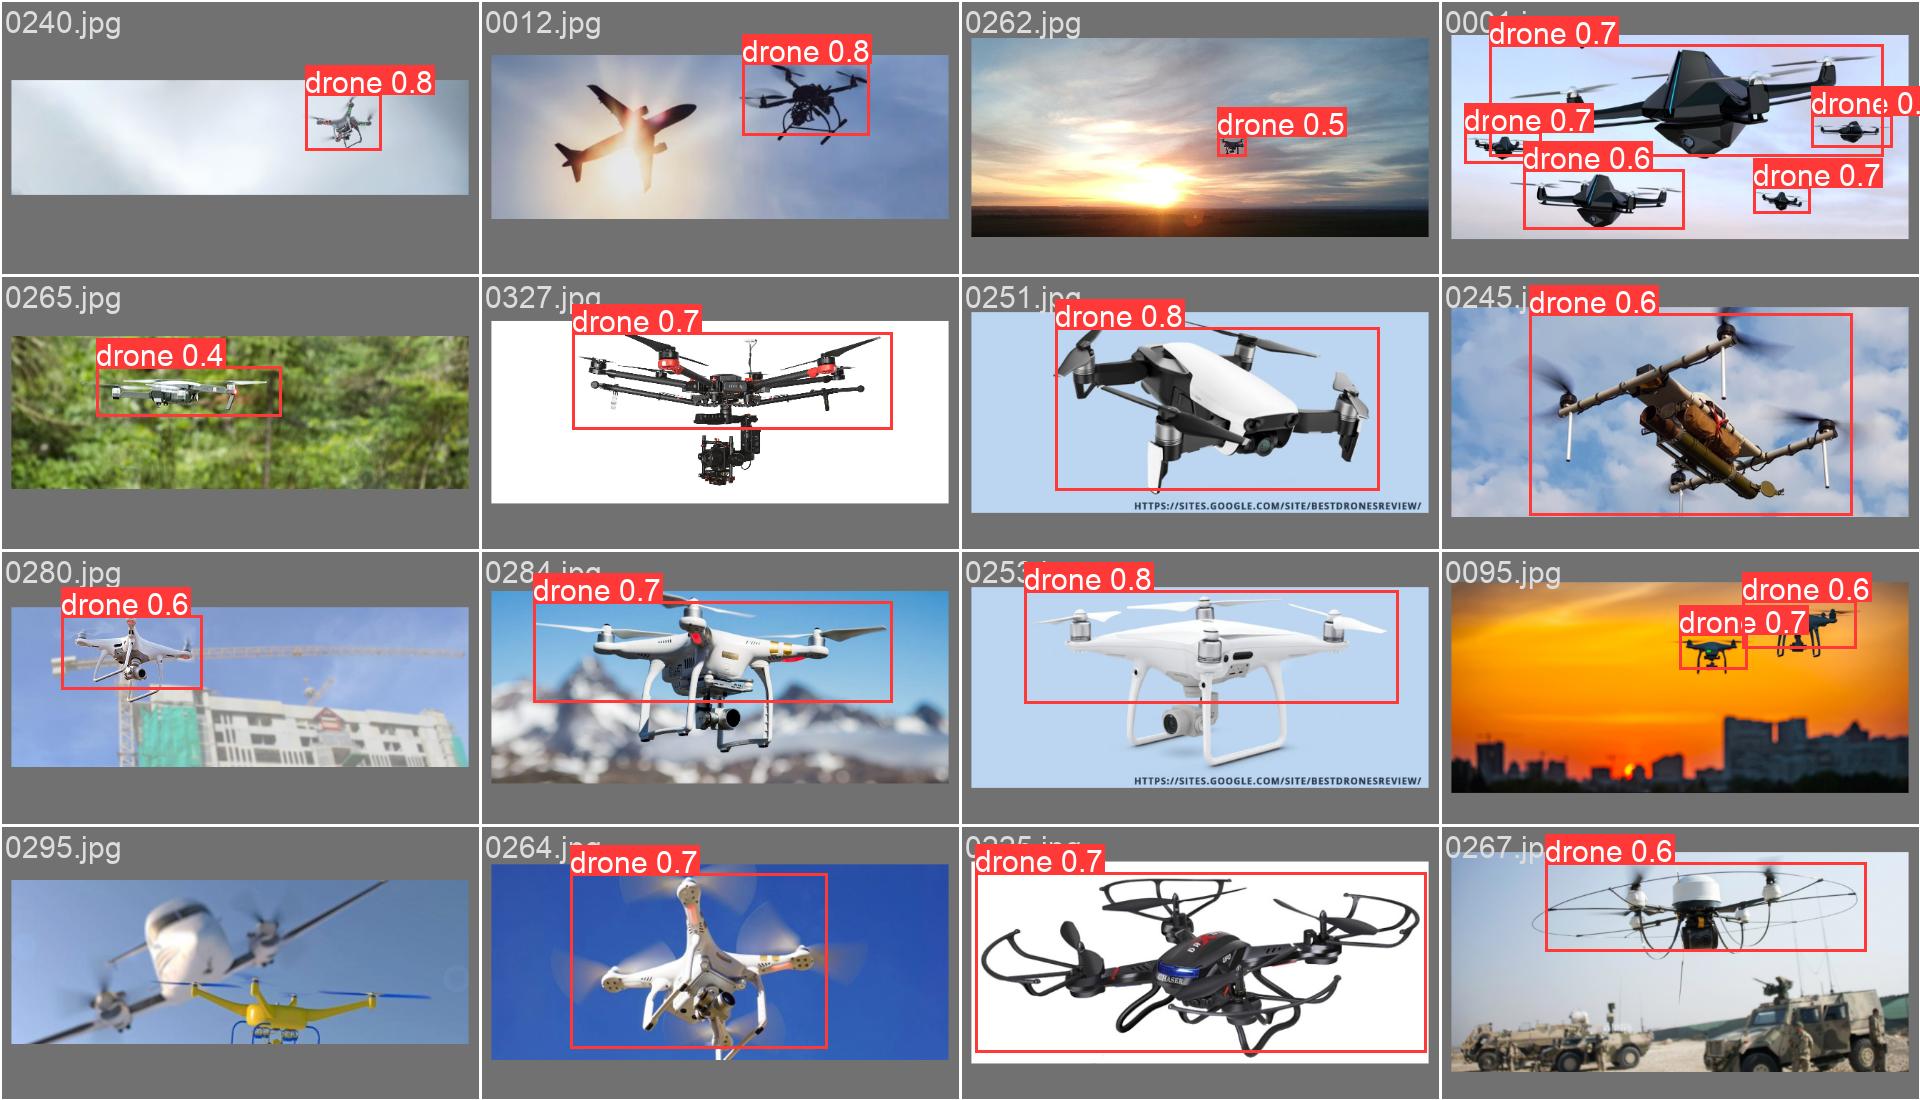 0240.jpg
drone 0.8
0012.jpg
drone 0.8
0262.jpg
drone 0.5
drone 0.7
drone 0.
drone 0.7
drone 0.6
drone 0.7
0265.jpg
drone 0.4
0327.jpg
drone 0.7
0251.jpg
drone 0.8
HTTPS://SITES.GOOGLE.COM/SITE/BESTDRONESREVIEW/
0245.j
drone 0.6
0280.jpg
drone 0.6
0284.jpg
drone 0.7
0253
drone 0.8
HTTPS://SITES.GOOGLE.COM/SITE/BESTDRONESREVIEW/
0095.jpg
drone 0.6
drone 0.7
0295.jpg
0264.jpg
drone 0.7
drone 0.7
0267.jp
drone 0.6